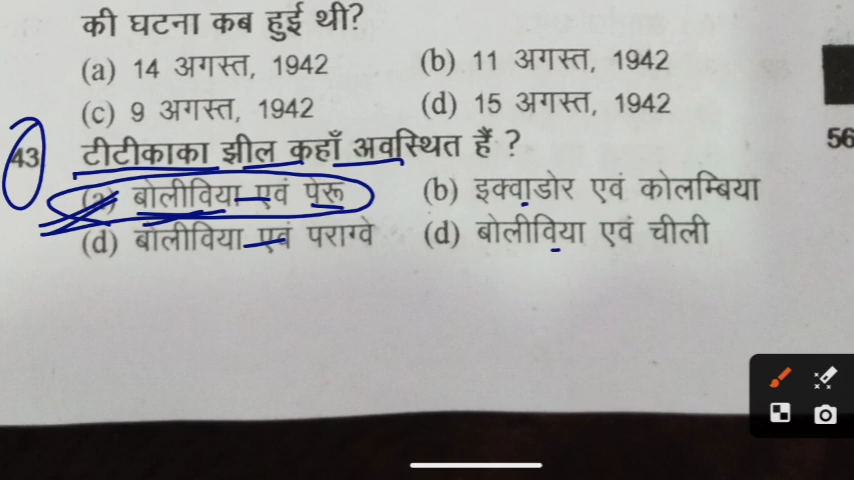 की घटना कब हुई थी?
(a) 14 अगस्त, 1942 (b) 11 अगस्त, 1942
(c) 9 अगस्त, 1942 (d) 15 अगस्त, 1942
43 टीटीकाका झील कहाँ अवस्थित हैं ?
(a) बोलीविया एवं पेरू (b) इक्वाडोर एवं कोलम्बिया
(d) बोलीविया एवं पराग्वे (d) बोलीविया एवं चीली
56